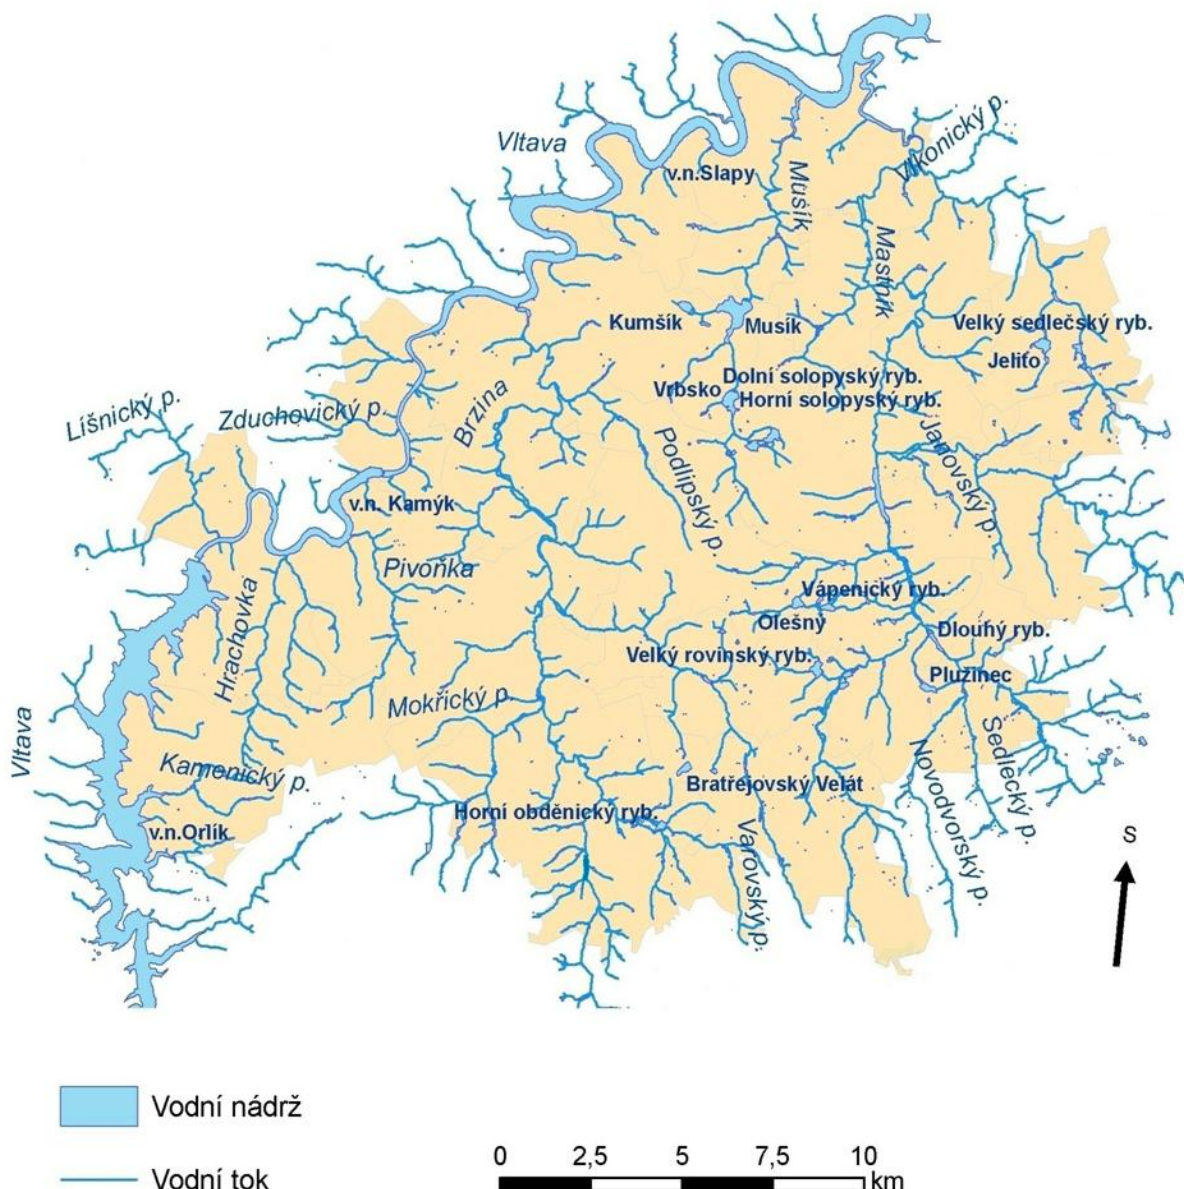 Vltava
Vlkonický p.
v.n.Slapy
Mušík
Mastník
Kumšík
Musík
Velký sedlečský ryb.
Jelito
Dolní solopyský ryb.
Vrbsko
Horní solopyský ryb.
Líšnický p.
Zduchovický p.
Brzina
Podlipský p.
Janovský p.
v.n. Kamýk
Pivoňka
Hrachovka
Vápenický ryb.
Olešný
Dlouhý ryb.
Velký rovinský ryb.
Plužinec
Mokřický p.
Vltava
Kamenický p.
Sedlecký p.
Novodvorský p.
Bratřejovský Velát
Horní obděnický ryb.
v.n.Orlík
Varovský p.
S
Vodní nádrž
Vodní tok
0 2,5 5 7,5 10
km